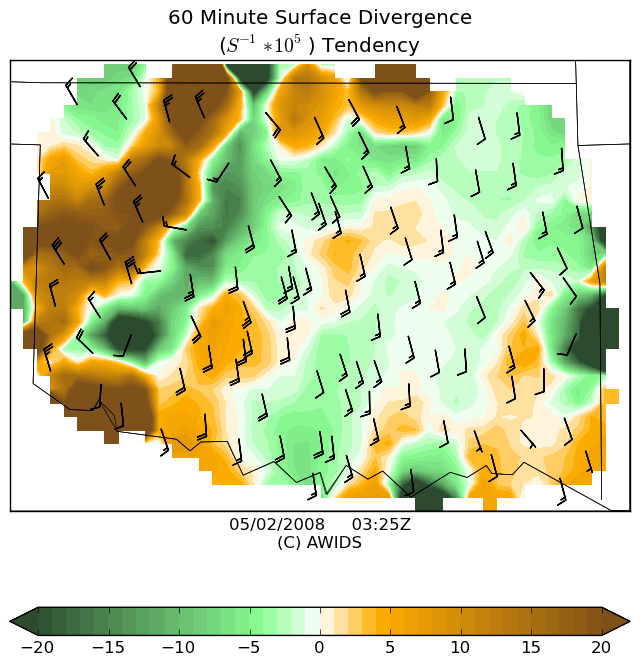 60 Minute Surface Divergence
(S⁻¹ * 10⁵ ) Tendency
05/02/2008 03:25Z
(C) AWIDS
−20 −15 −10 −5 0 5 10 15 20